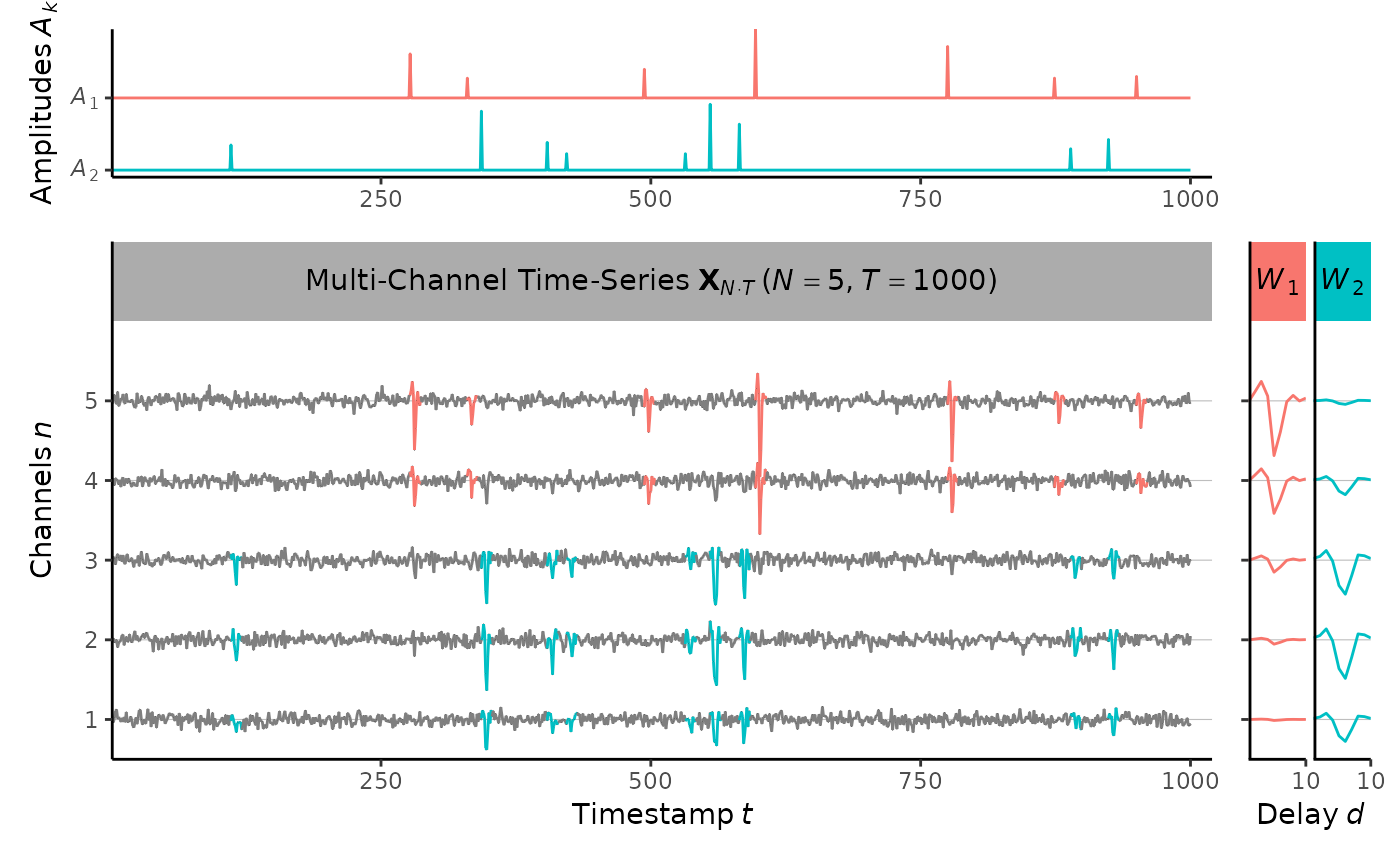 Amplitudes A_k
A_1
A_2
250 500 750 1000
Multi-Channel Time-Series X_{N·T} (N = 5, T = 1000)
W_1 W_2
Channels n
5
4
3
2
1
250 500 750 1000 10 10
Timestamp t Delay d